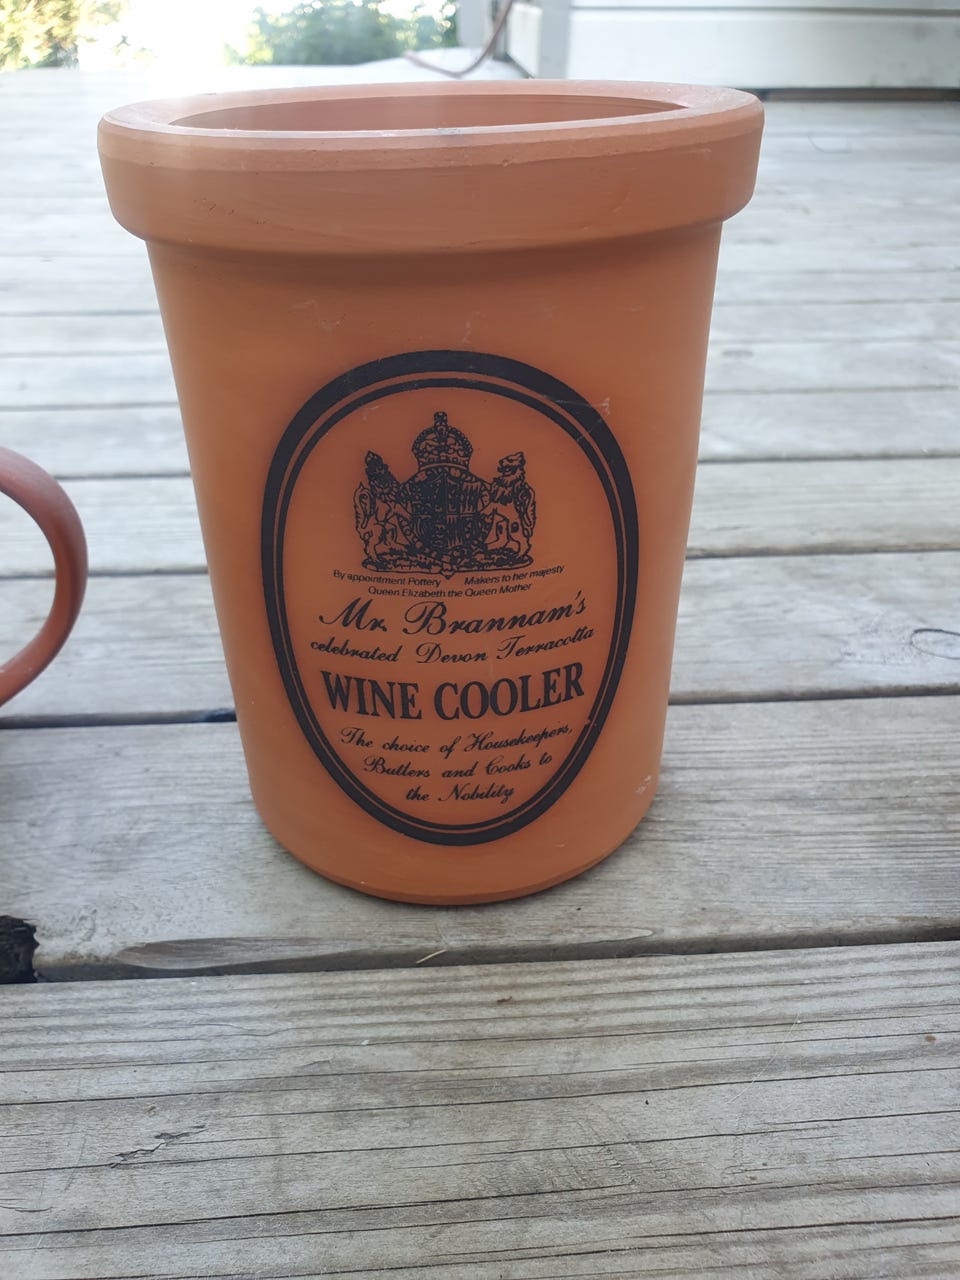 By appointment Pottery Makers to her majesty
Queen Elizabeth the Queen Mother
Mr. Brannam's
celebrated Devon Terracotta
WINE COOLER
The choice of Housekeepers,
Butlers and Cooks to
the Nobility